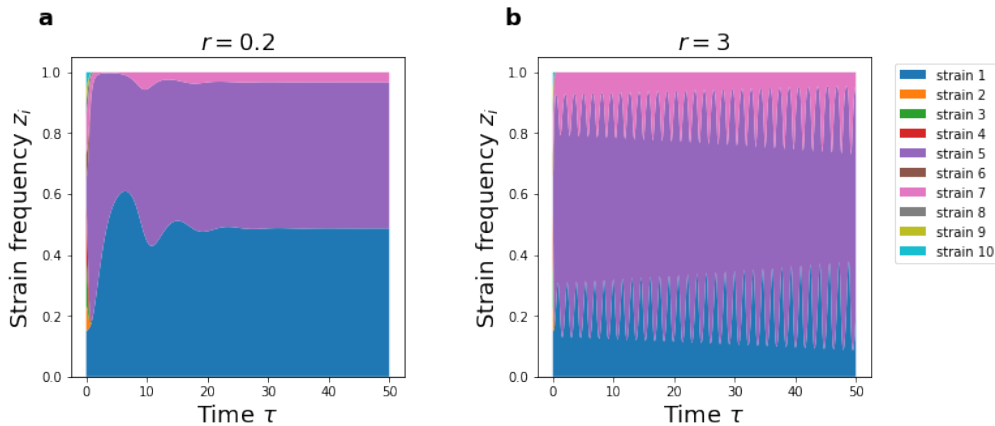 a
r = 0.2
Strain frequency z_i
1.0
0.8
0.6
0.4
0.2
0.0
0 10 20 30 40 50
Time τ
b
r = 3
Strain frequency z_i
1.0
0.8
0.6
0.4
0.2
0.0
0 10 20 30 40 50
Time τ
strain 1
strain 2
strain 3
strain 4
strain 5
strain 6
strain 7
strain 8
strain 9
strain 10